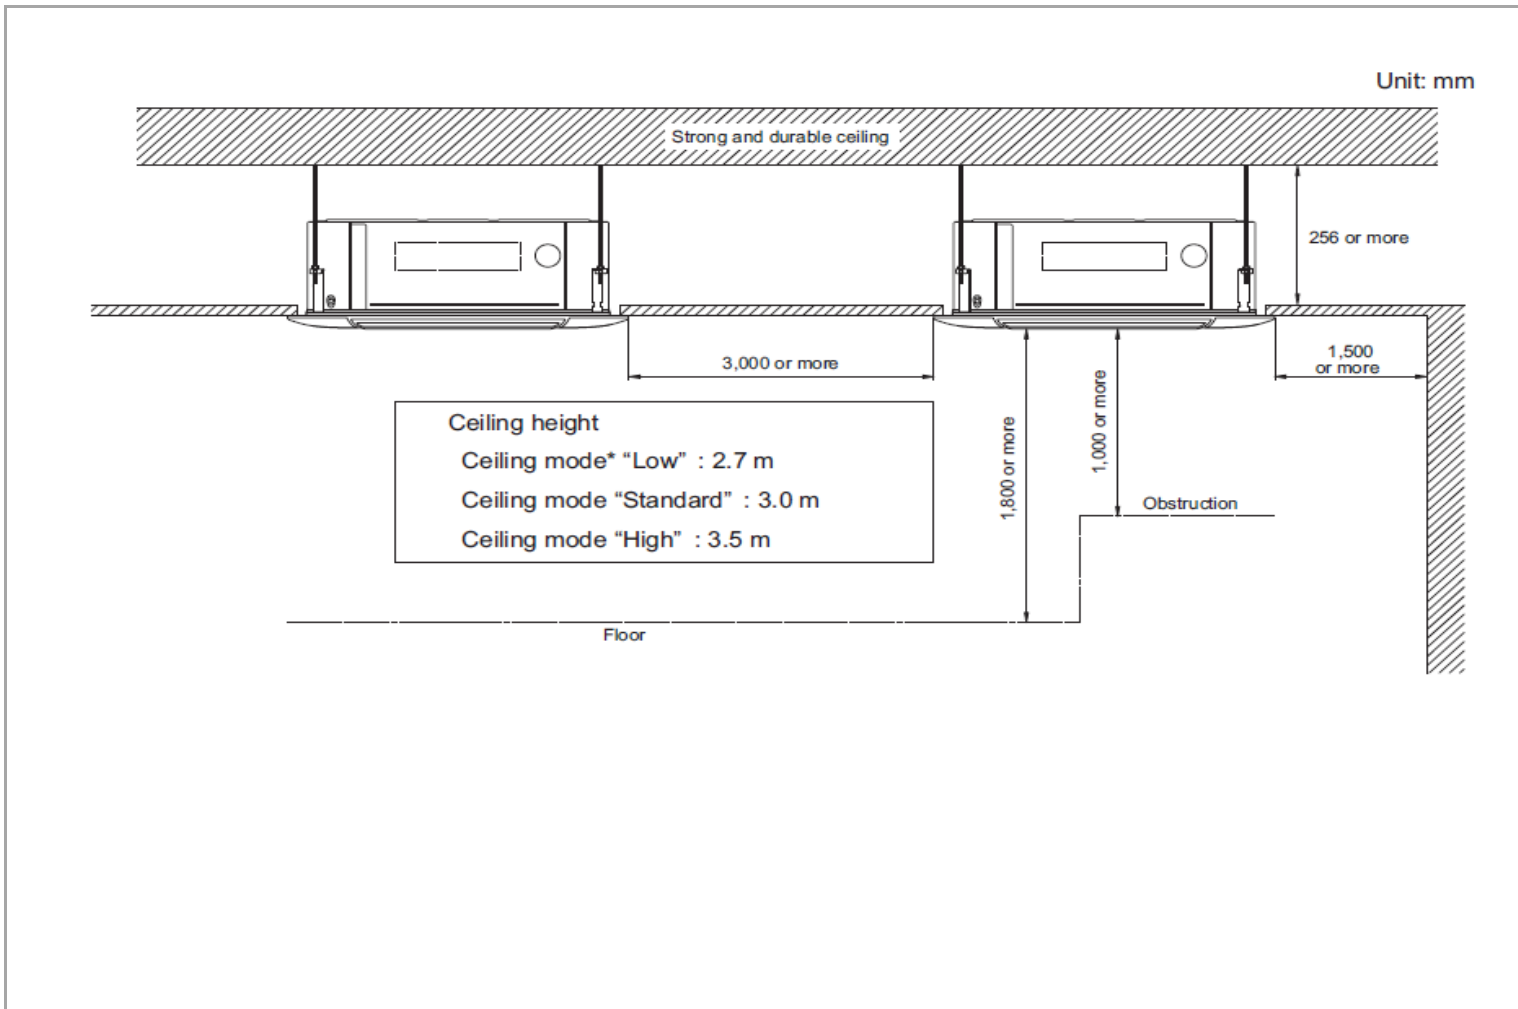 Unit: mm
Strong and durable ceiling
256 or more
3,000 or more
1,500
or more
1,800 or more
1,000 or more
Ceiling height
Ceiling mode* “Low” : 2.7 m
Ceiling mode “Standard” : 3.0 m
Ceiling mode “High” : 3.5 m
Obstruction
Floor